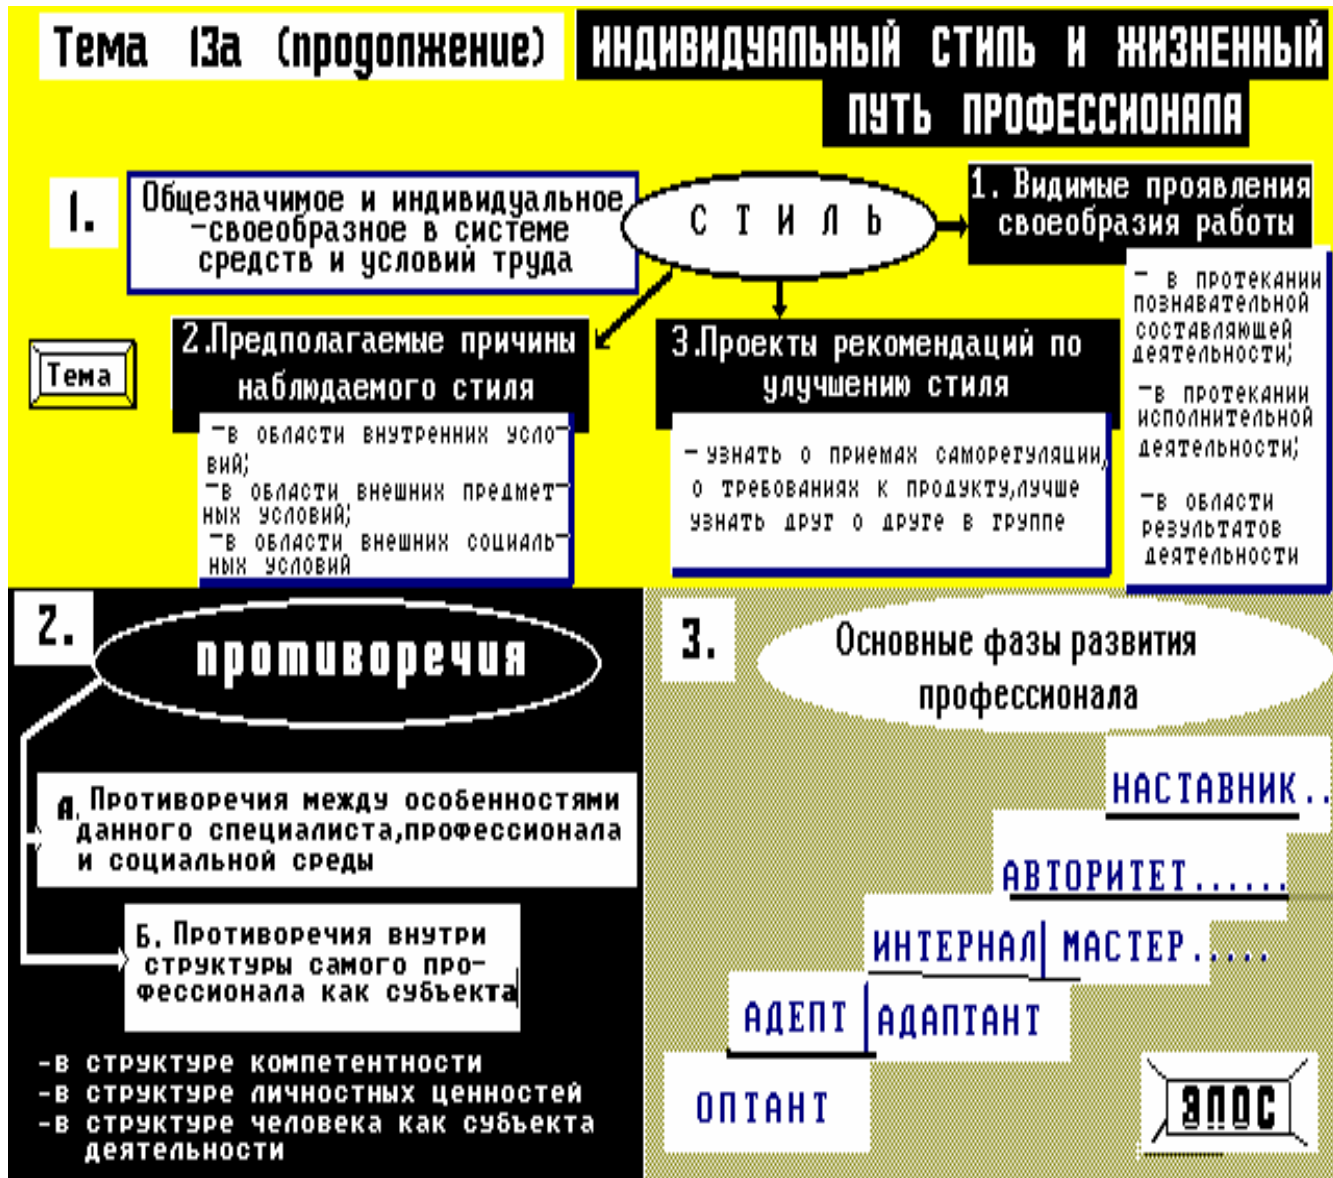 Тема 13а (продолжение)
ИНДИВИДУАЛЬНЫЙ СТИЛЬ И ЖИЗНЕННЫЙ
ПУТЬ ПРОФЕССИОНАЛА
1.
Общезначимое и индивидуальное
-своеобразное в системе
средств и условий труда
СТИЛЬ
1. Видимые проявления
своеобразия работы
- в протекании
познавательной
составляющей
деятельности;
-в протекании
исполнительной
деятельности;
-в области
результатов
деятельности
Тема
2.Предполагаемые причины
наблюдаемого стиля
-в области внутренних усло-
вий;
-в области внешних предмет-
ных условий;
-в области внешних социаль-
ных условий
3.Проекты рекомендаций по
улучшению стиля
- узнать о приемах саморегуляции,
о требованиях к продукту,лучше
узнать друг о друге в группе
2.
противоречия
А. Противоречия между особенностями
данного специалиста,профессионала
и социальной среды
Б. Противоречия внутри
структуры самого про-
фессионала как субъекта
-в структуре компетентности
-в структуре личностных ценностей
-в структуре человека как субъекта
деятельности
3.
Основные фазы развития
профессионала
НАСТАВНИК..
АВТОРИТЕТ......
ИНТЕРНАЛ МАСТЕР.....
АДЕПТ АДАПТАНТ
ОПТАНТ
ЭПОС